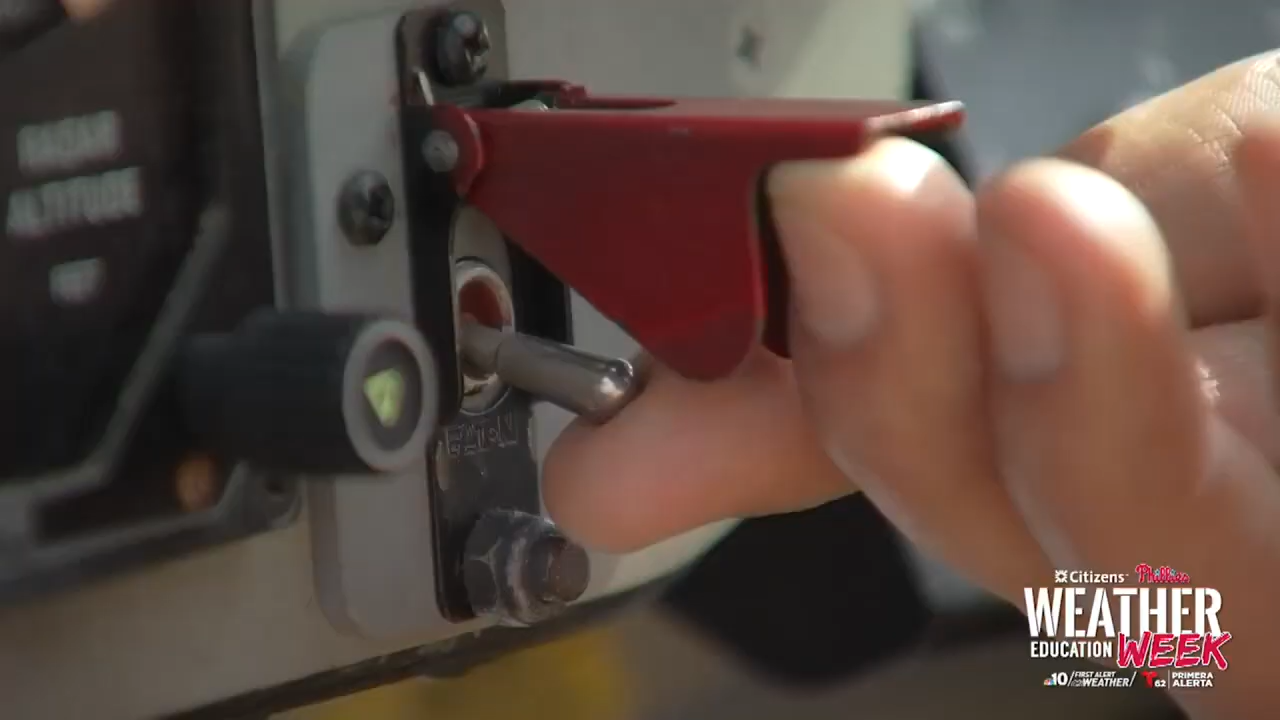 RADAR
ALTITUDE
EATON
Citizens Phillies
WEATHER
EDUCATION WEEK
10 / FIRST ALERT WEATHER / T 62 | PRIMERA ALERTA